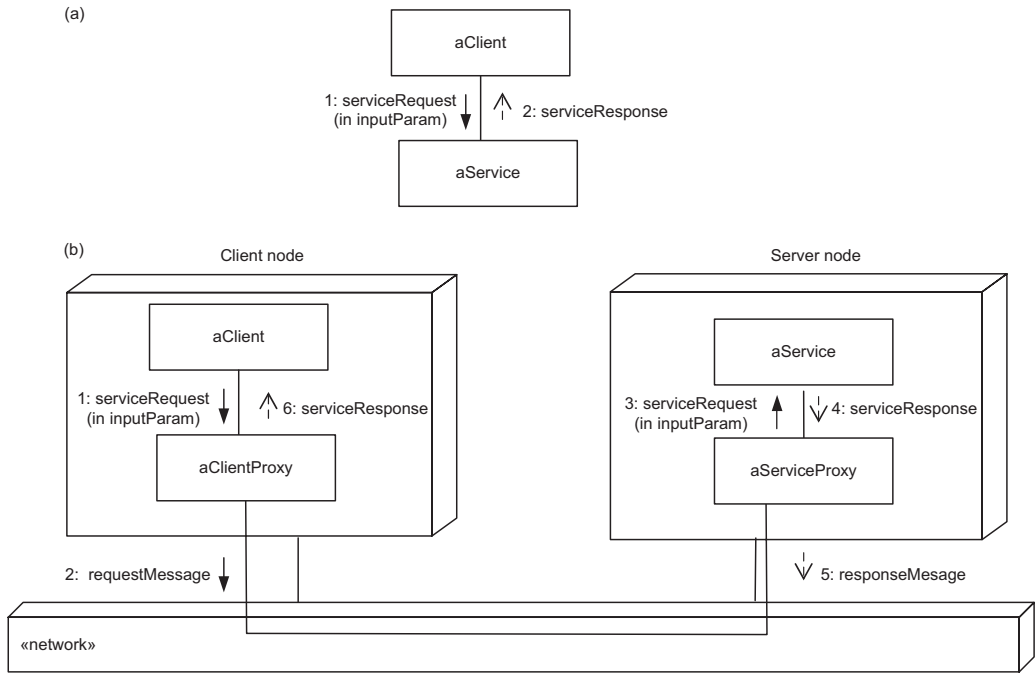 (a)
aClient
1: serviceRequest
(in inputParam)
2: serviceResponse
aService
(b)
Client node
Server node
aClient
1: serviceRequest
(in inputParam)
6: serviceResponse
aClientProxy
aService
3: serviceRequest
(in inputParam)
4: serviceResponse
aServiceProxy
2: requestMessage
5: responseMesage
«network»